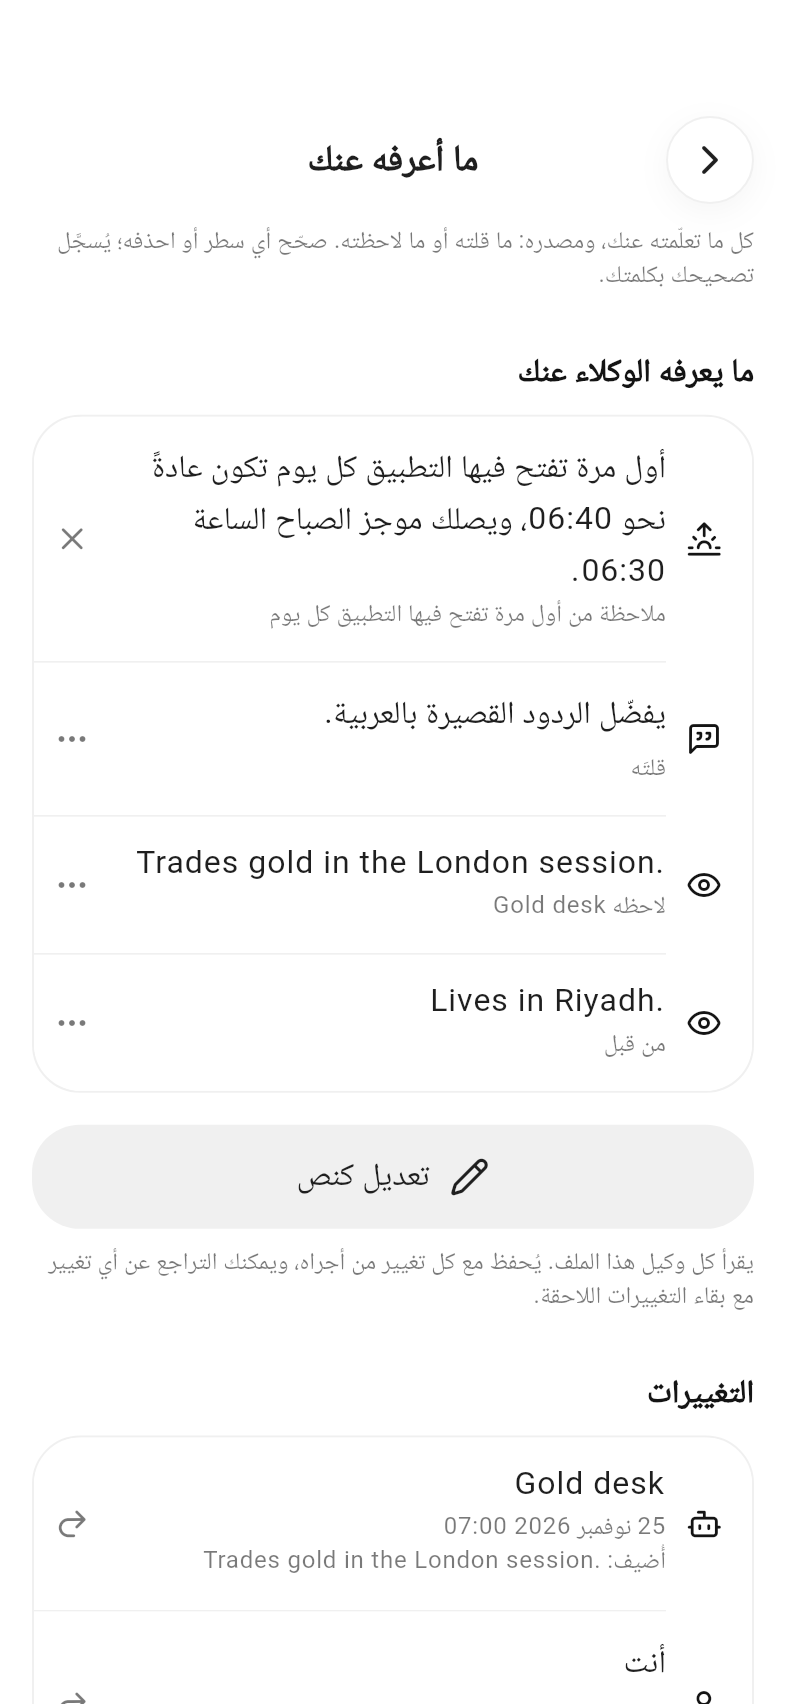 ما أعرفه عنك
كل ما تعلّمته عنك، ومصدره: ما قلته أو ما لاحظته. صحّح أي سطر أو احذفه؛ يُسجَّل
تصحيحك بكلمتك.
ما يعرفه الوكلاء عنك
أول مرة تفتح فيها التطبيق كل يوم تكون عادةً
نحو 06:40، ويصلك موجز الصباح الساعة
06:30.
ملاحظة من أول مرة تفتح فيها التطبيق كل يوم
يفضّل الردود القصيرة بالعربية.
قلتَه
Trades gold in the London session.
لاحظه Gold desk
Lives in Riyadh.
من قبل
تعديل كنص
يقرأ كل وكيل هذا الملف. يُحفظ مع كل تغيير من أجراه، ويمكنك التراجع عن أي تغيير
مع بقاء التغييرات اللاحقة.
التغييرات
Gold desk
25 نوفمبر 2026 07:00
أضيف: Trades gold in the London session.
أنت